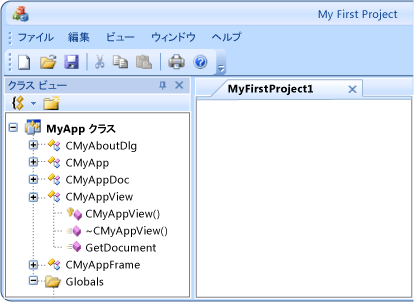 My First Project
ファイル 編集 ビュー ウィンドウ ヘルプ
クラス ビュー
MyFirstProject1
MyApp クラス
CMyAboutDlg
CMyApp
CMyAppDoc
CMyAppView
CMyAppView()
~CMyAppView()
GetDocument
CMyAppFrame
Globals